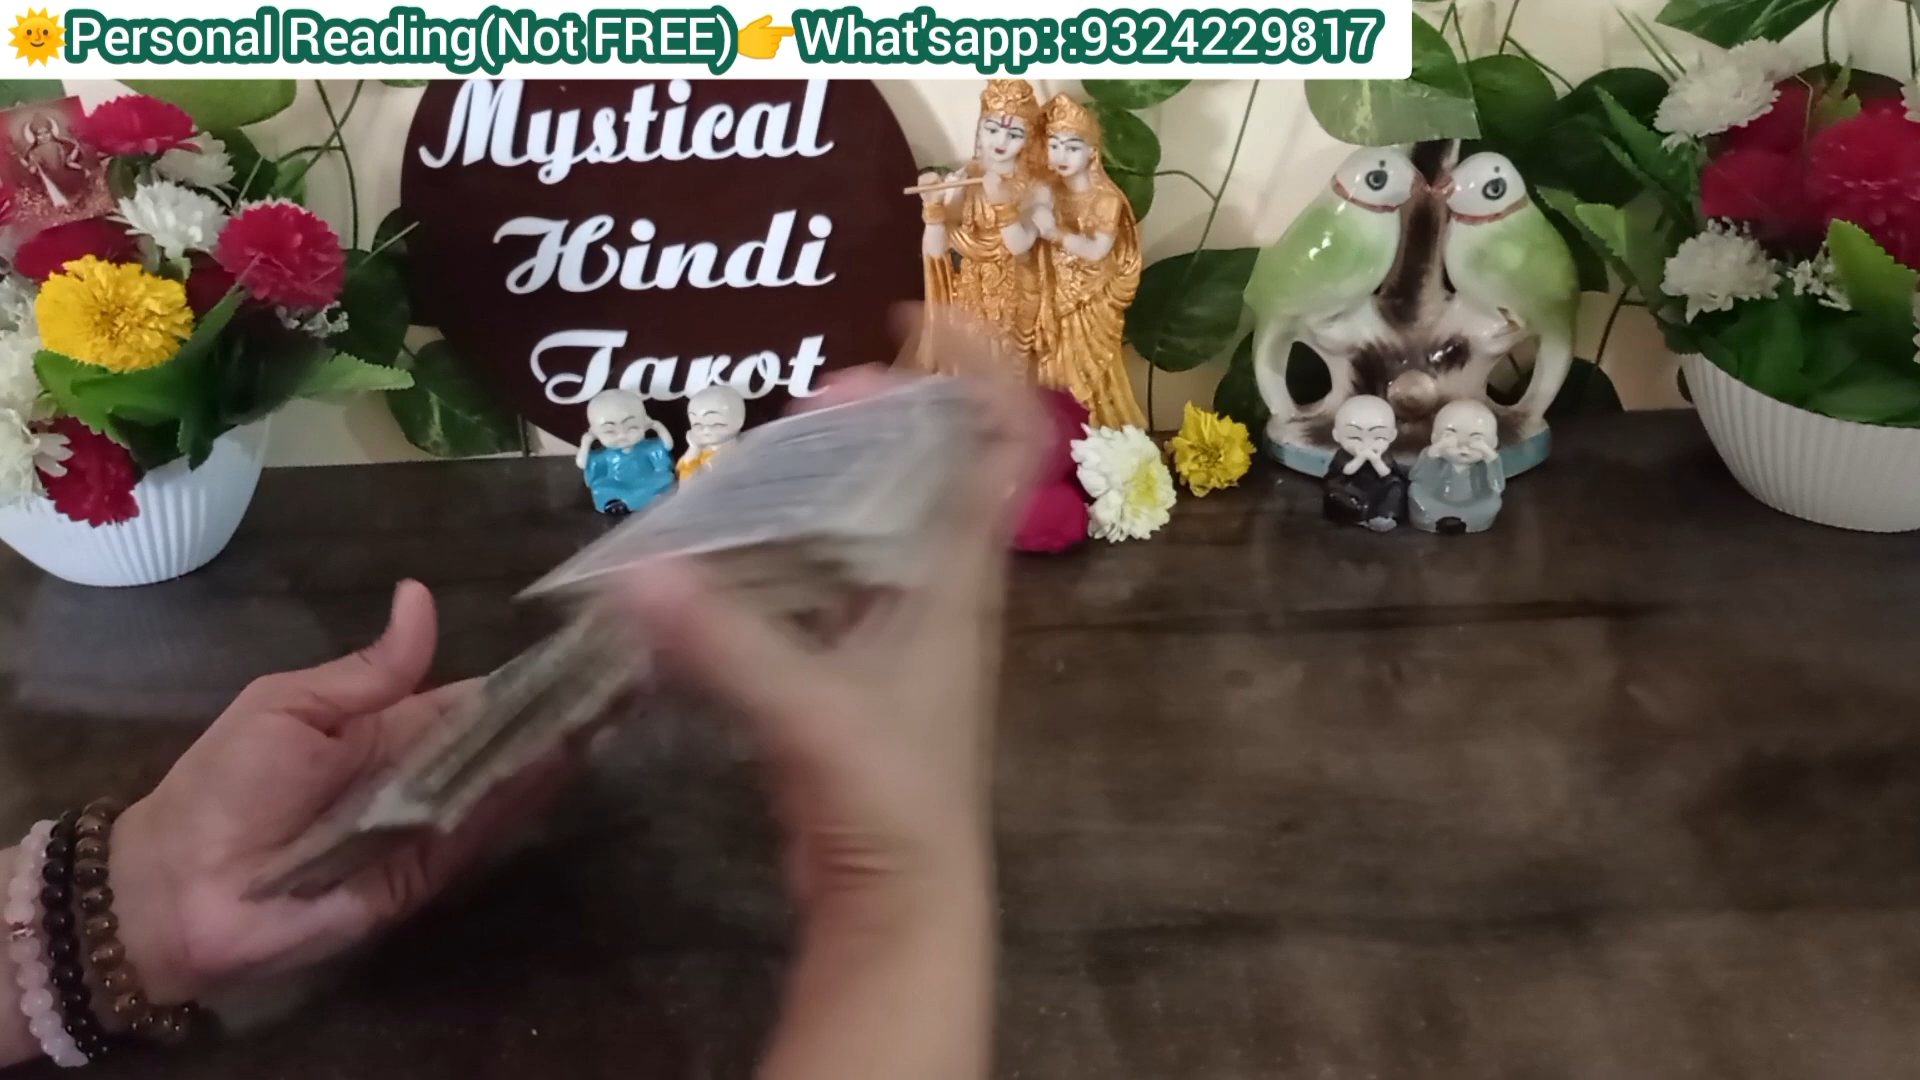 🌞Personal Reading(Not FREE)👉What'sapp: :9324229817
Mystical
Hindi
Tarot